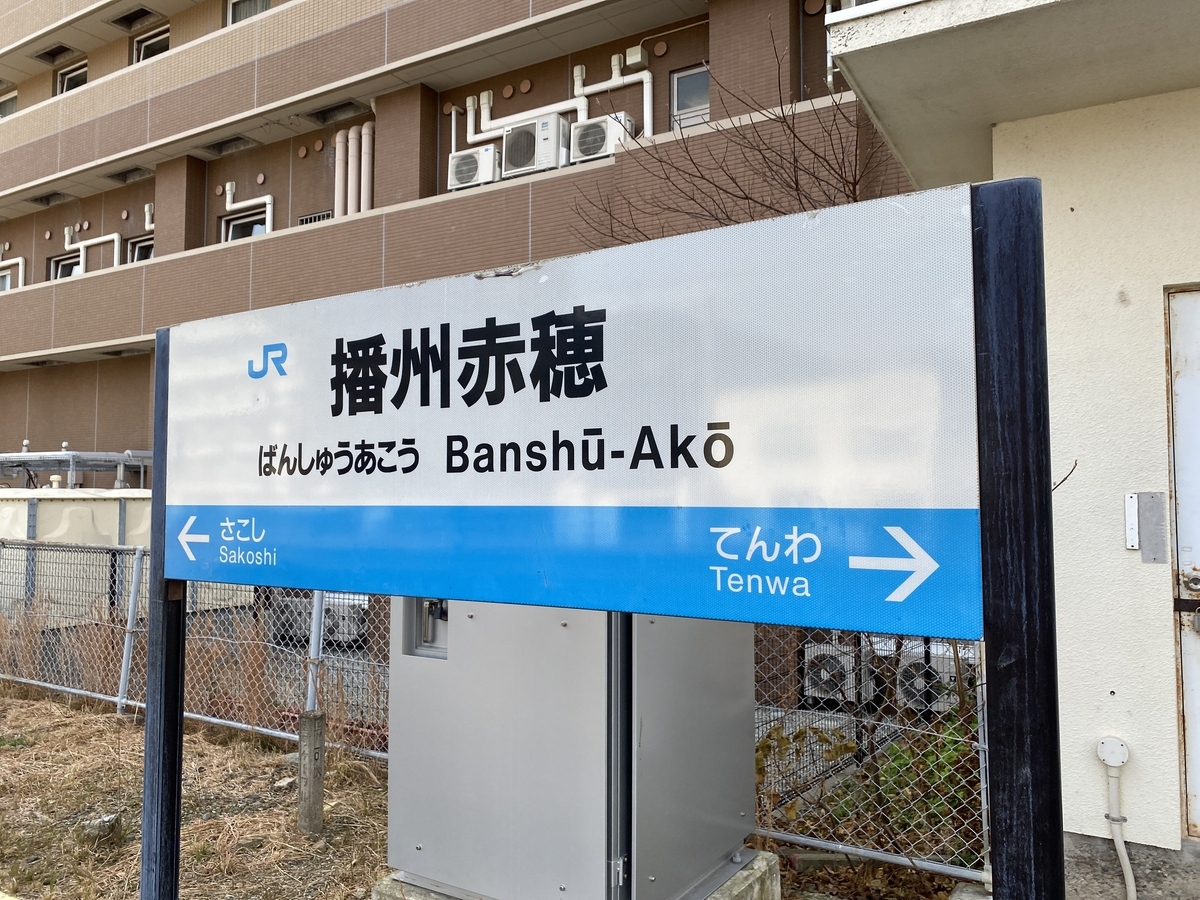 JR 播州赤穂
ばんしゅうあこう Banshū-Akō
← さこし
Sakoshi
てんわ →
Tenwa